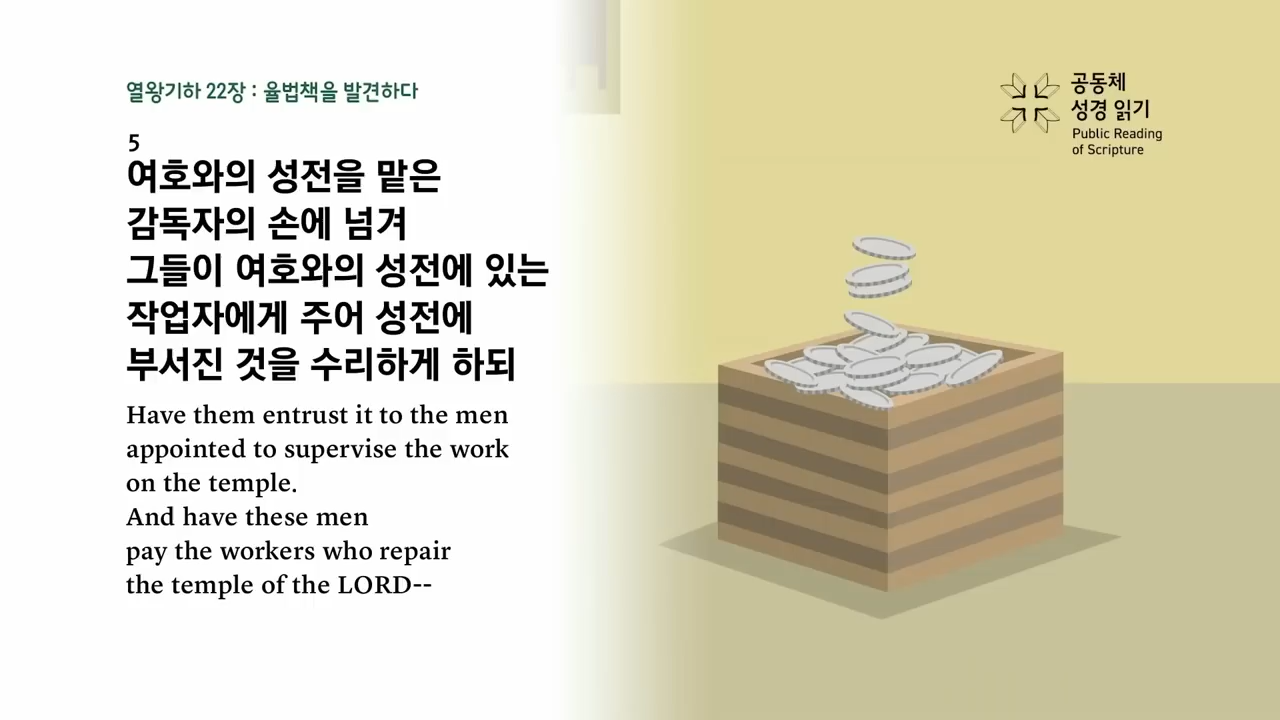 열왕기하 22장 : 율법책을 발견하다
5
여호와의 성전을 맡은
감독자의 손에 넘겨
그들이 여호와의 성전에 있는
작업자에게 주어 성전에
부서진 것을 수리하게 하되
Have them entrust it to the men
appointed to supervise the work
on the temple.
And have these men
pay the workers who repair
the temple of the LORD--
공동체
성경 읽기
Public Reading
of Scripture